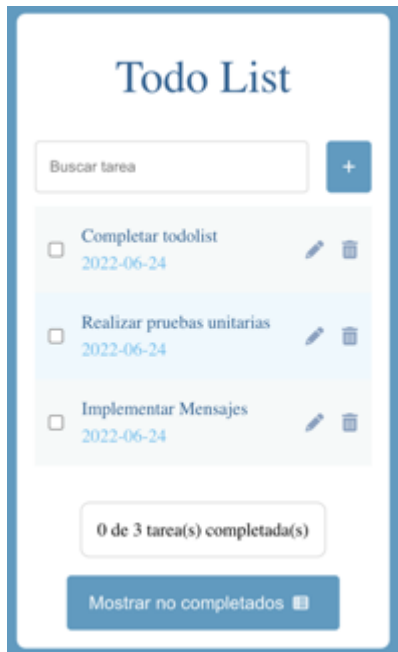 Todo List
Buscar tarea
+
Completar todolist
2022-06-24
Realizar pruebas unitarias
2022-06-24
Implementar Mensajes
2022-06-24
0 de 3 tarea(s) completada(s)
Mostrar no completados